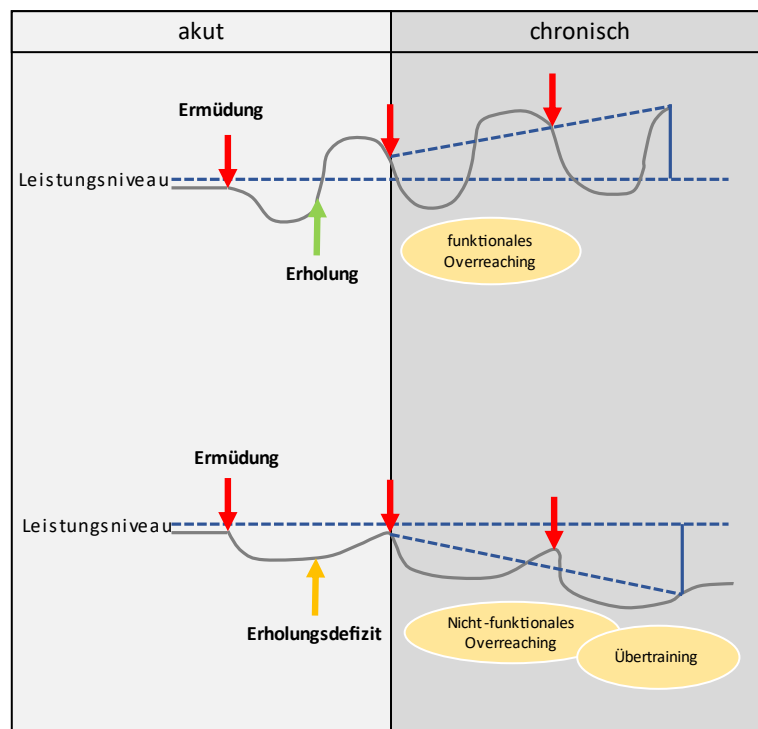 akut
chronisch
Ermüdung
Leistungsniveau
Erholung
funktionales
Overreaching
Ermüdung
Leistungsniveau
Erholungsdefizit
Nicht-funktionales
Overreaching
Übertraining